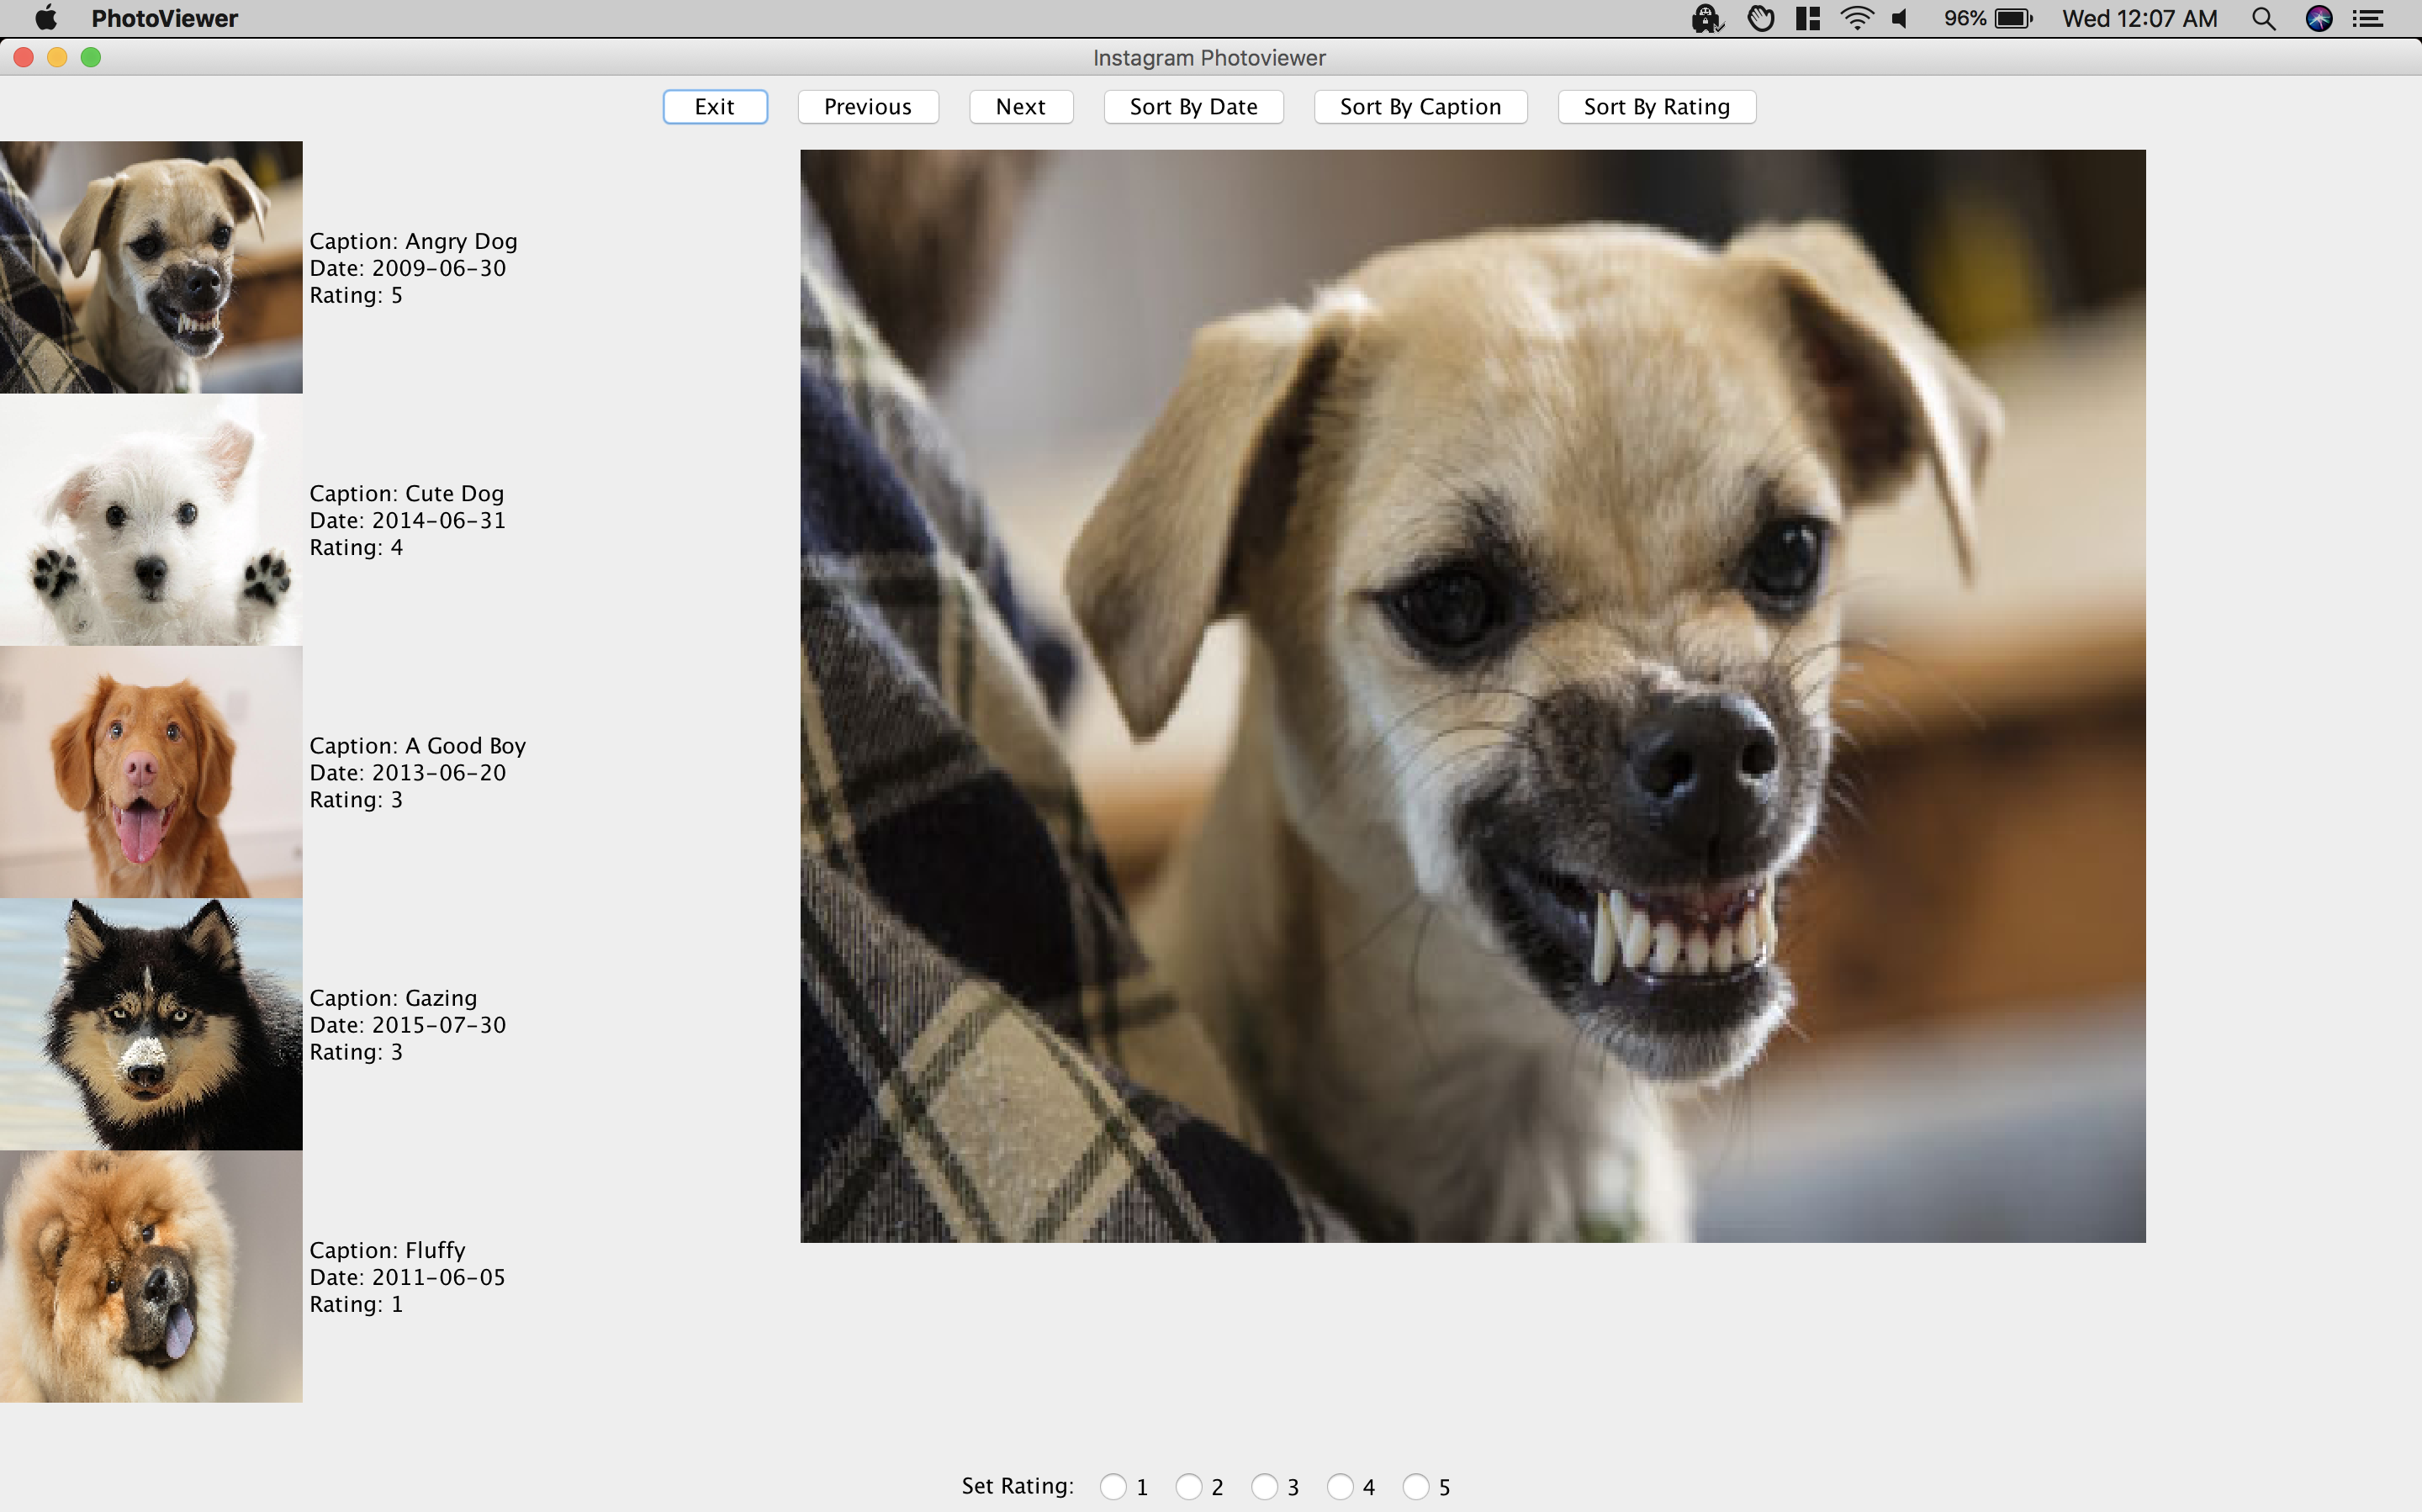 PhotoViewer
96%
Wed 12:07 AM
Instagram Photoviewer
Exit
Previous
Next
Sort By Date
Sort By Caption
Sort By Rating
Caption: Angry Dog
Date: 2009-06-30
Rating: 5
Caption: Cute Dog
Date: 2014-06-31
Rating: 4
Caption: A Good Boy
Date: 2013-06-20
Rating: 3
Caption: Gazing
Date: 2015-07-30
Rating: 3
Caption: Fluffy
Date: 2011-06-05
Rating: 1
Set Rating: 1 2 3 4 5